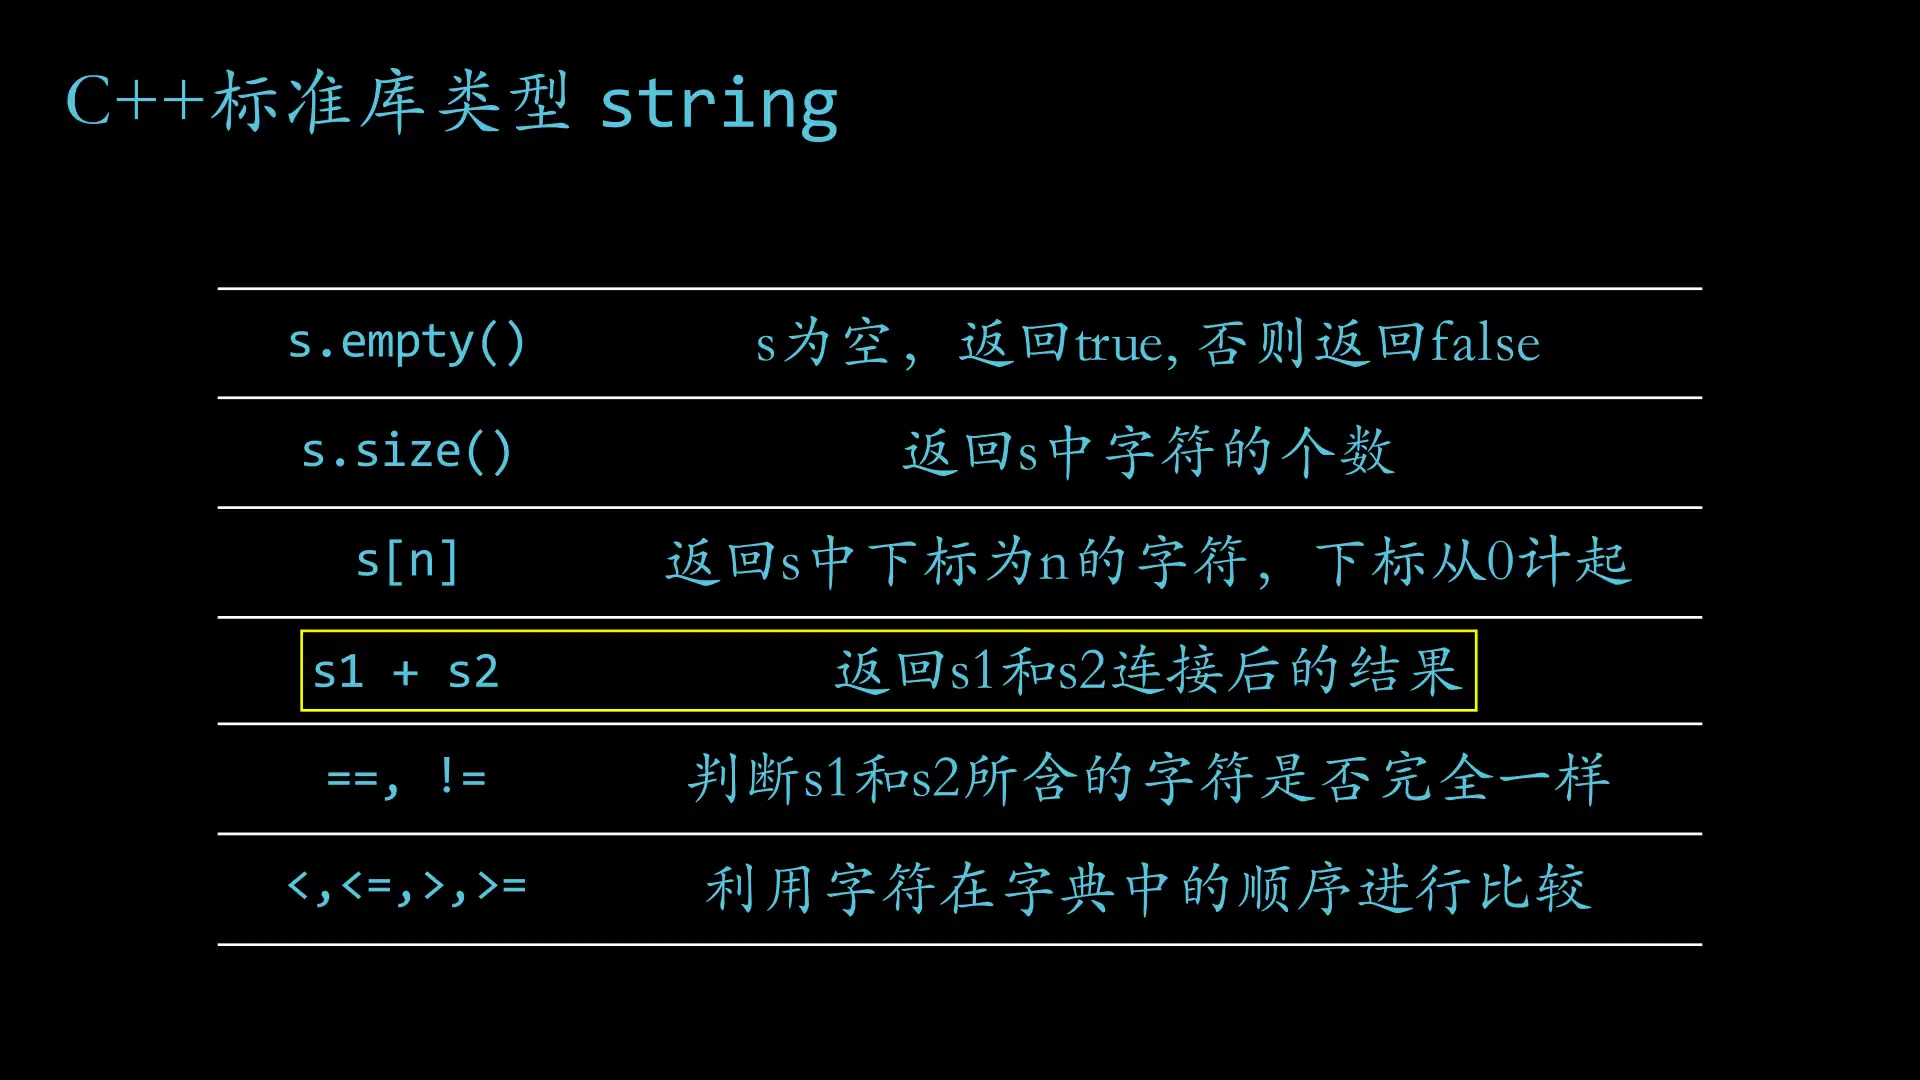 C++标准库类型 string
s.empty() s为空，返回true, 否则返回false
s.size() 返回s中字符的个数
s[n] 返回s中下标为n的字符，下标从0计起
s1 + s2 返回s1和s2连接后的结果
==, != 判断s1和s2所含的字符是否完全一样
<,<=,>,>= 利用字符在字典中的顺序进行比较